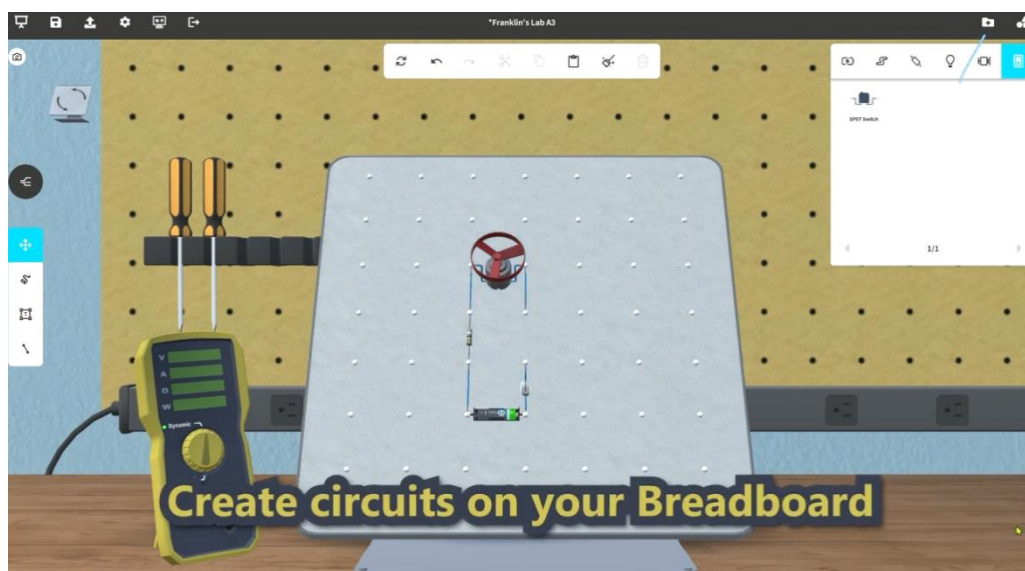 *Franklin's Lab A3
SPST Switch
1/1
V
A
Ω
W
Dynamic
Create circuits on your Breadboard